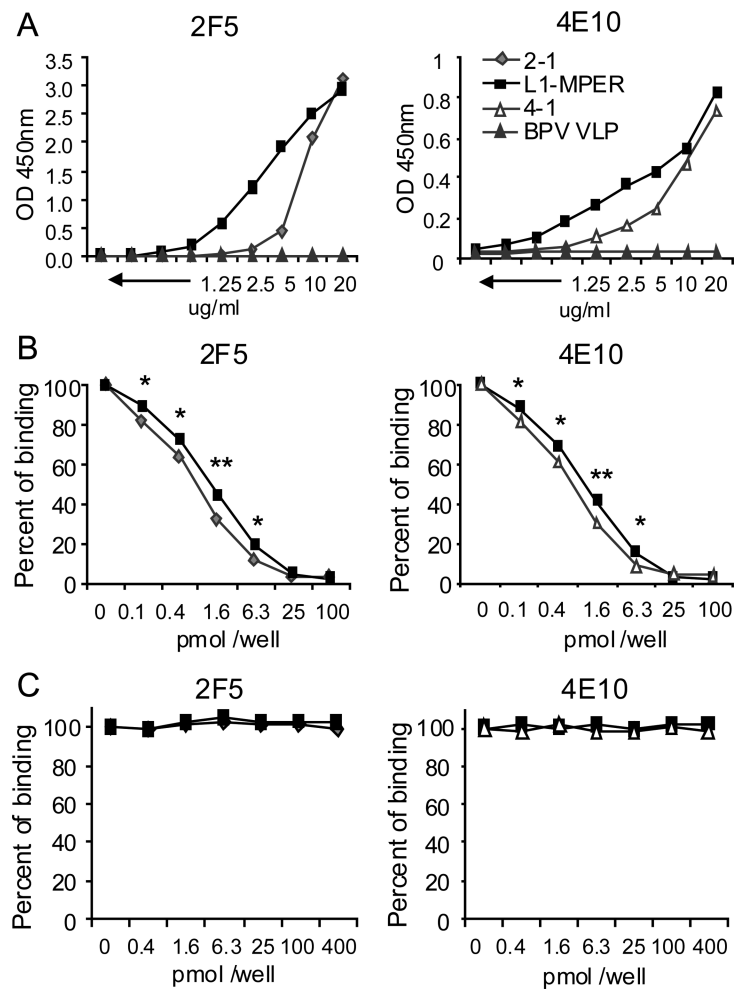 A
2F5
4E10
OD 450nm
3.5
3.0
2.5
2.0
1.5
1.0
0.5
0.0
1.25 2.5 5 10 20
ug/ml
OD 450nm
1
0.8
0.6
0.4
0.2
0
2-1
L1-MPER
4-1
BPV VLP
1.25 2.5 5 10 20
ug/ml
B
2F5
4E10
Percent of binding
100
80
60
40
20
0
* * ** *
0 0.1 0.4 1.6 6.3 25 100
pmol /well
Percent of binding
100
80
60
40
20
0
* * ** *
0 0.1 0.4 1.6 6.3 25 100
pmol /well
C
2F5
4E10
Percent of binding
100
80
60
40
20
0
0 0.4 1.6 6.3 25 100 400
pmol /well
Percent of binding
100
80
60
40
20
0
0 0.4 1.6 6.3 25 100 400
pmol /well